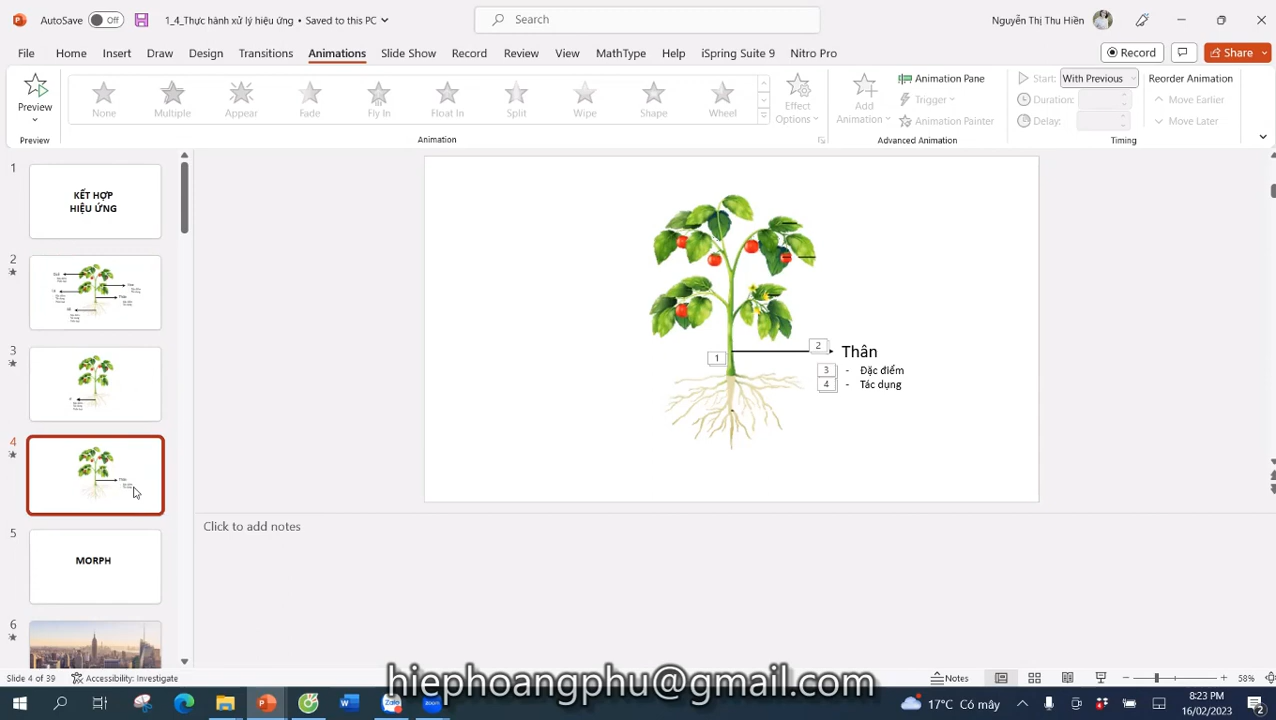 AutoSave Off 1_4_Thực hành xử lý hiệu ứng • Saved to this PC Search Nguyễn Thị Thu Hiền
File Home Insert Draw Design Transitions Animations Slide Show Record Review View MathType Help iSpring Suite 9 Nitro Pro Record Share
Preview
None Multiple Appear Fade Fly In Float In Split Wipe Shape Wheel
Effect Options
Add Animation
Animation Pane
Trigger
Animation Painter
Start: With Previous
Duration:
Delay:
Reorder Animation
Move Earlier
Move Later
Preview Animation Advanced Animation Timing
1
KẾT HỢP
HIỆU ỨNG
2
Thân
3
4
Thân
5
MORPH
6
1
2
Thân
3 - Đặc điểm
4 - Tác dụng
Click to add notes
Slide 4 of 39 Accessibility: Investigate Notes 58%
hiephoangphu@gmail.com
Zalo
zoom
17°C Có mây
8:23 PM
16/02/2023
2